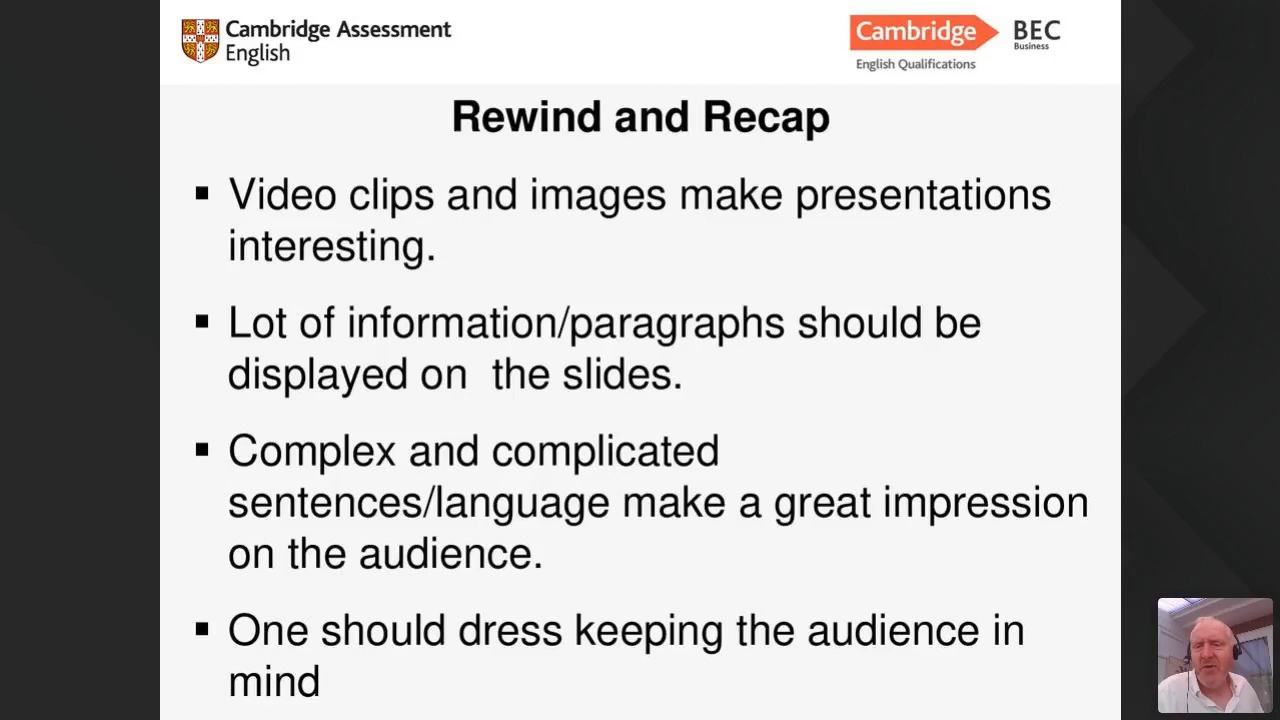 Cambridge Assessment
English
Cambridge
BEC
Business
English Qualifications
Rewind and Recap
▪ Video clips and images make presentations
interesting.
▪ Lot of information/paragraphs should be
displayed on  the slides.
▪ Complex and complicated
sentences/language make a great impression
on the audience.
▪ One should dress keeping the audience in
mind